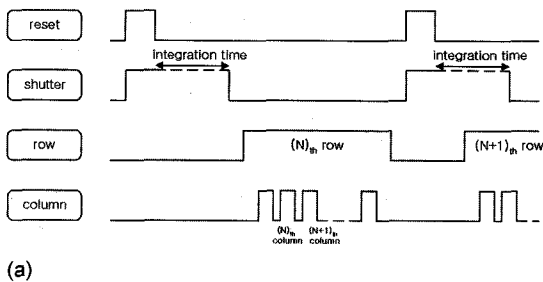 reset
integration time
integration time
shutter
row
(N)th row
(N+1)th row
column
(N)th column
(N+1)th column
(a)